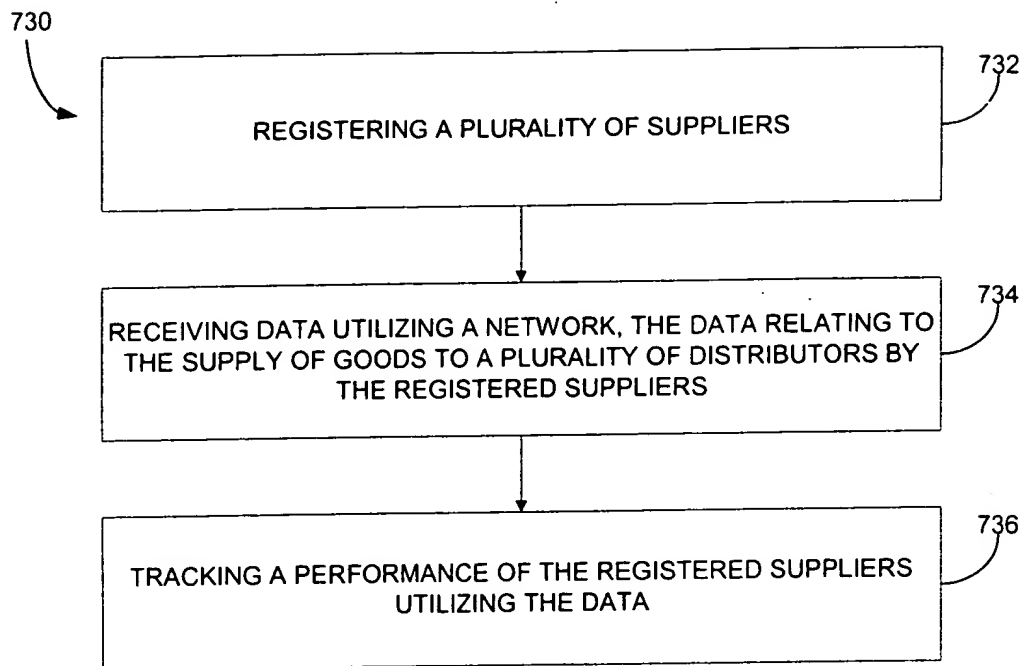 730
732
REGISTERING A PLURALITY OF SUPPLIERS
734
RECEIVING DATA UTILIZING A NETWORK, THE DATA RELATING TO
THE SUPPLY OF GOODS TO A PLURALITY OF DISTRIBUTORS BY
THE REGISTERED SUPPLIERS
736
TRACKING A PERFORMANCE OF THE REGISTERED SUPPLIERS
UTILIZING THE DATA